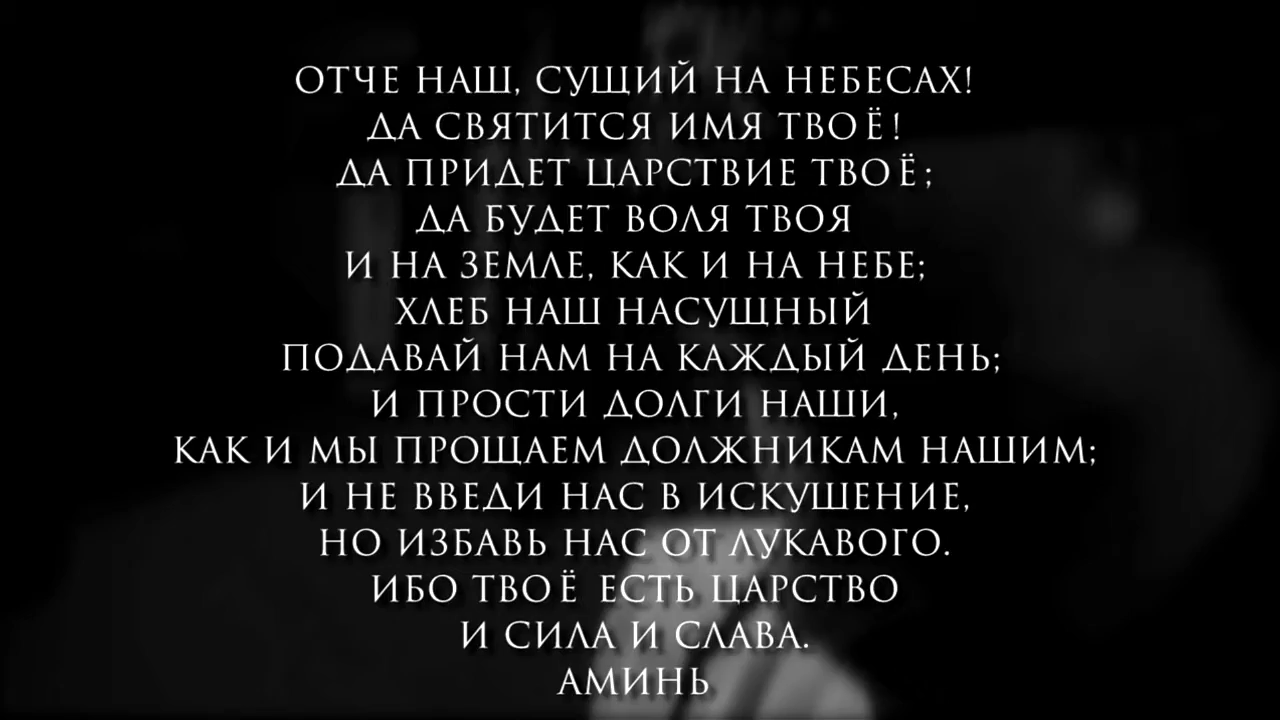 ОТЧЕ НАШ, СУЩИЙ НА НЕБЕСАХ!
ДА СВЯТИТСЯ ИМЯ ТВОЁ!
ДА ПРИДЕТ ЦАРСТВИЕ ТВОЁ;
ДА БУДЕТ ВОЛЯ ТВОЯ
И НА ЗЕМЛЕ, КАК И НА НЕБЕ;
ХЛЕБ НАШ НАСУЩНЫЙ
ПОДАВАЙ НАМ НА КАЖДЫЙ ДЕНЬ;
И ПРОСТИ ДОЛГИ НАШИ,
КАК И МЫ ПРОЩАЕМ ДОЛЖНИКАМ НАШИМ;
И НЕ ВВЕДИ НАС В ИСКУШЕНИЕ,
НО ИЗБАВЬ НАС ОТ ЛУКАВОГО.
ИБО ТВОЁ ЕСТЬ ЦАРСТВО
И СИЛА И СЛАВА.
АМИНЬ